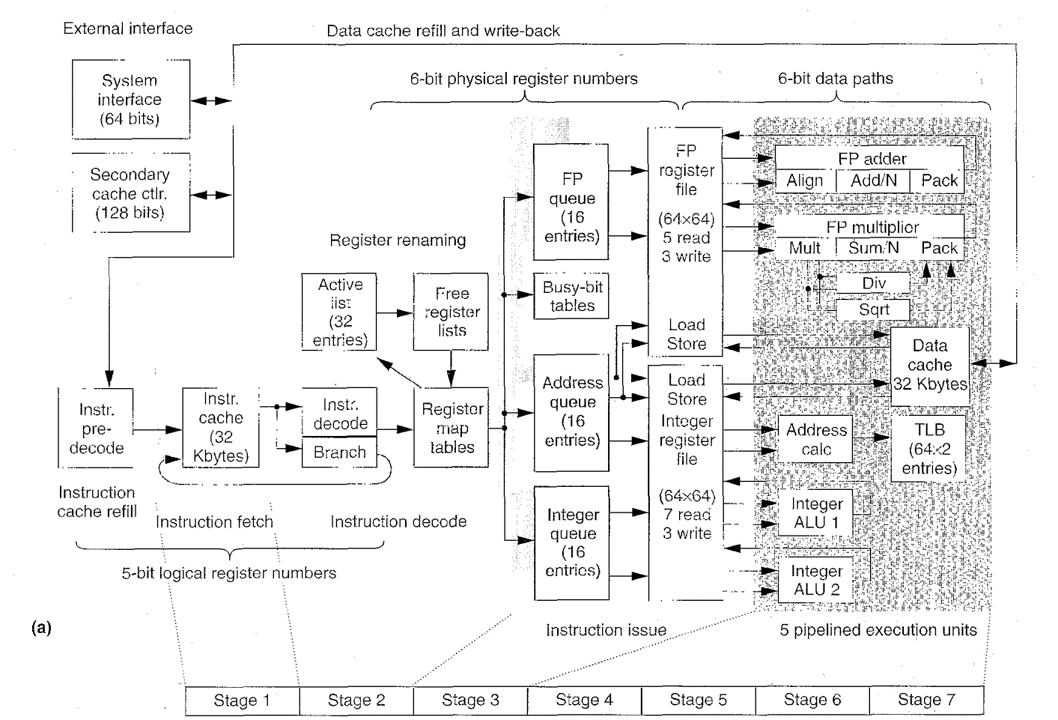 External interface
Data cache refill and write-back
System
interface
(64 bits)
6-bit physical register numbers
6-bit data paths
Secondary
cache ctlr.
(128 bits)
FP
queue
(16
entries)
FP
register
file
(64×64)
5 read
3 write
FP adder
Align
Add/N
Pack
FP multiplier
Mult
Sum/N
Pack
Div
Sqrt
Register renaming
Active
list
(32
entries)
Free
register
lists
Busy-bit
tables
Load
Store
Data
cache
32 Kbytes
Instr.
pre-
decode
Instr.
cache
(32
Kbytes)
Instr.
decode
Branch
Register
map
tables
Address
queue
(16
entries)
Load
Store
Integer
register
file
(64×64)
7 read
3 write
Address
calc
TLB
(64×2
entries)
Instruction
cache refill
Instruction fetch
Instruction decode
Integer
queue
(16
entries)
Integer
ALU 1
Integer
ALU 2
5-bit logical register numbers
(a)
Instruction issue
5 pipelined execution units
Stage 1
Stage 2
Stage 3
Stage 4
Stage 5
Stage 6
Stage 7